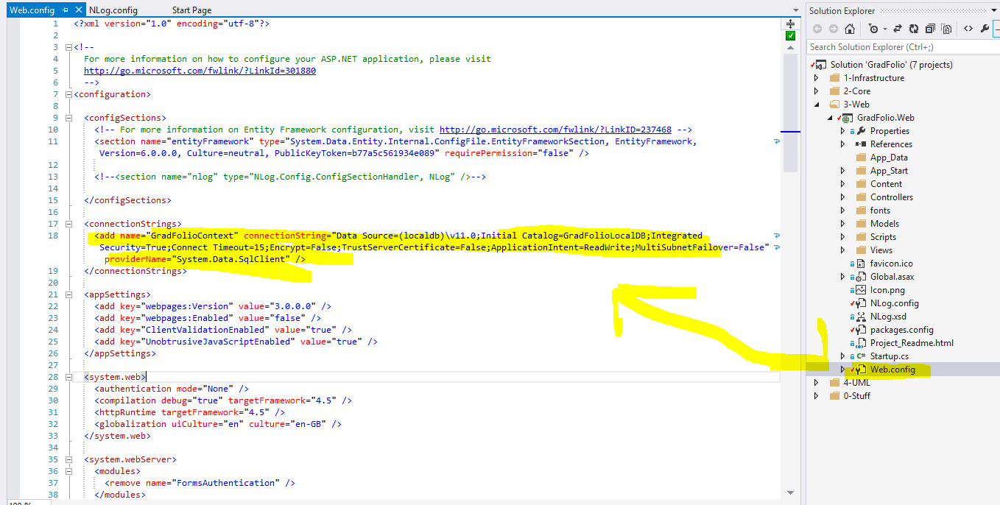 Web.config NLog.config Start Page
1 <?xml version="1.0" encoding="utf-8"?>
2
3 <!--
4 For more information on how to configure your ASP.NET application, please visit
5 http://go.microsoft.com/fwlink/?LinkId=301880
6 -->
7 <configuration>
8
9 <configSections>
10 <!-- For more information on Entity Framework configuration, visit http://go.microsoft.com/fwlink/?LinkID=237468 -->
11 <section name="entityFramework" type="System.Data.Entity.Internal.ConfigFile.EntityFrameworkSection, EntityFramework,
Version=6.0.0.0, Culture=neutral, PublicKeyToken=b77a5c561934e089" requirePermission="false" />
12
13 <!--<section name="nlog" type="NLog.Config.ConfigSectionHandler, NLog" />-->
14
15 </configSections>
16
17 <connectionStrings>
18 <add name="GradFolioContext" connectionString="Data Source=(localdb)\v11.0;Initial Catalog=GradFolioLocalDB;Integrated
Security=True;Connect Timeout=15;Encrypt=False;TrustServerCertificate=False;ApplicationIntent=ReadWrite;MultiSubnetFailover=False"
providerName="System.Data.SqlClient" />
19 </connectionStrings>
20
21 <appSettings>
22 <add key="webpages:Version" value="3.0.0.0" />
23 <add key="webpages:Enabled" value="false" />
24 <add key="ClientValidationEnabled" value="true" />
25 <add key="UnobtrusiveJavaScriptEnabled" value="true" />
26 </appSettings>
27
28 <system.web>
29 <authentication mode="None" />
30 <compilation debug="true" targetFramework="4.5" />
31 <httpRuntime targetFramework="4.5" />
32 <globalization uiCulture="en" culture="en-GB" />
33 </system.web>
34
35 <system.webServer>
36 <modules>
37 <remove name="FormsAuthentication" />
38 </modules>
Solution Explorer
Search Solution Explorer (Ctrl+;)
Solution 'GradFolio' (7 projects)
1-Infrastructure
2-Core
3-Web
GradFolio.Web
Properties
References
App_Data
App_Start
Content
Controllers
fonts
Models
Scripts
Views
favicon.ico
Global.asax
Icon.png
NLog.config
NLog.xsd
packages.config
Project_Readme.html
C# Startup.cs
Web.config
4-UML
0-Stuff